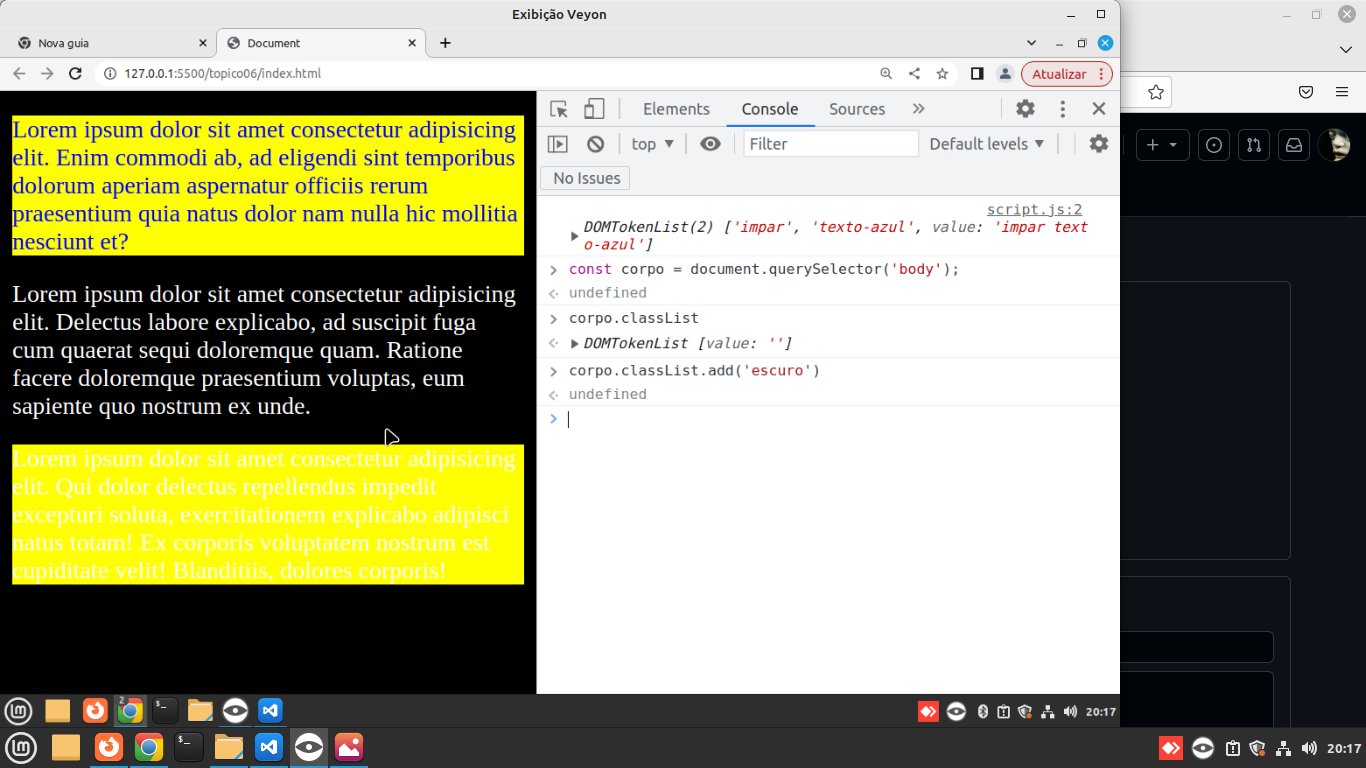 Exibição Veyon
Nova guia
Document
127.0.0.1:5500/topico06/index.html
Atualizar
Lorem ipsum dolor sit amet consectetur adipisicing
elit. Enim commodi ab, ad eligendi sint temporibus
dolorum aperiam aspernatur officiis rerum
praesentium quia natus dolor nam nulla hic mollitia
nesciunt et?
Lorem ipsum dolor sit amet consectetur adipisicing
elit. Delectus labore explicabo, ad suscipit fuga
cum quaerat sequi doloremque quam. Ratione
facere doloremque praesentium voluptas, eum
sapiente quo nostrum ex unde.
Lorem ipsum dolor sit amet consectetur adipisicing
elit. Qui dolor delectus repellendus impedit
excepturi soluta, exercitationem explicabo adipisci
natus totam! Ex corporis voluptatem nostrum est
cupiditate velit! Blanditiis, dolores corporis!
Elements Console Sources
top Filter Default levels
No Issues
script.js:2
DOMTokenList(2) ['impar', 'texto-azul', value: 'impar text
o-azul']
const corpo = document.querySelector('body');
undefined
corpo.classList
DOMTokenList [value: '']
corpo.classList.add('escuro')
undefined
2
20:17
20:17